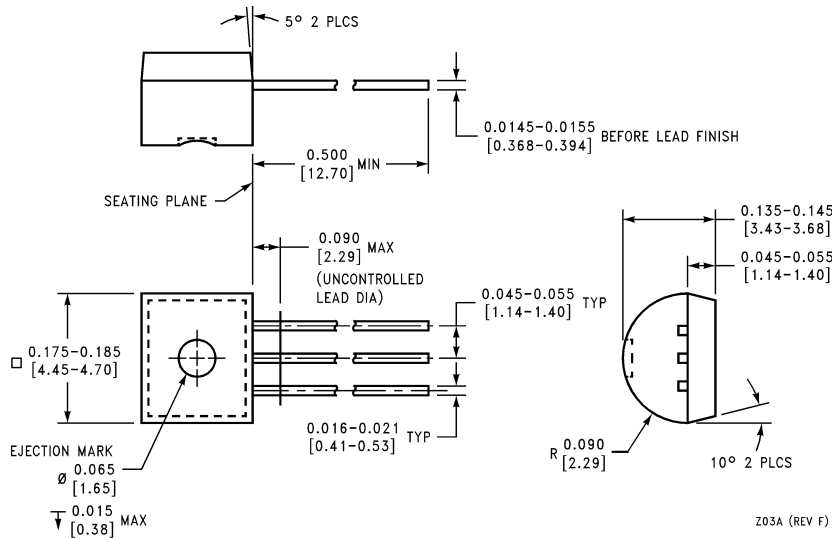 5° 2 PLCS
0.0145-0.0155
[0.368-0.394]
BEFORE LEAD FINISH
0.500
[12.70]
MIN
SEATING PLANE
0.135-0.145
[3.43-3.68]
0.090
[2.29]
MAX
(UNCONTROLLED
LEAD DIA)
0.045-0.055
[1.14-1.40]
0.045-0.055
[1.14-1.40]
TYP
0.175-0.185
[4.45-4.70]
0.016-0.021
[0.41-0.53]
TYP
EJECTION MARK
Ø 0.065
[1.65]
0.015
[0.38]
MAX
R 0.090
[2.29]
10° 2 PLCS
Z03A (REV F)